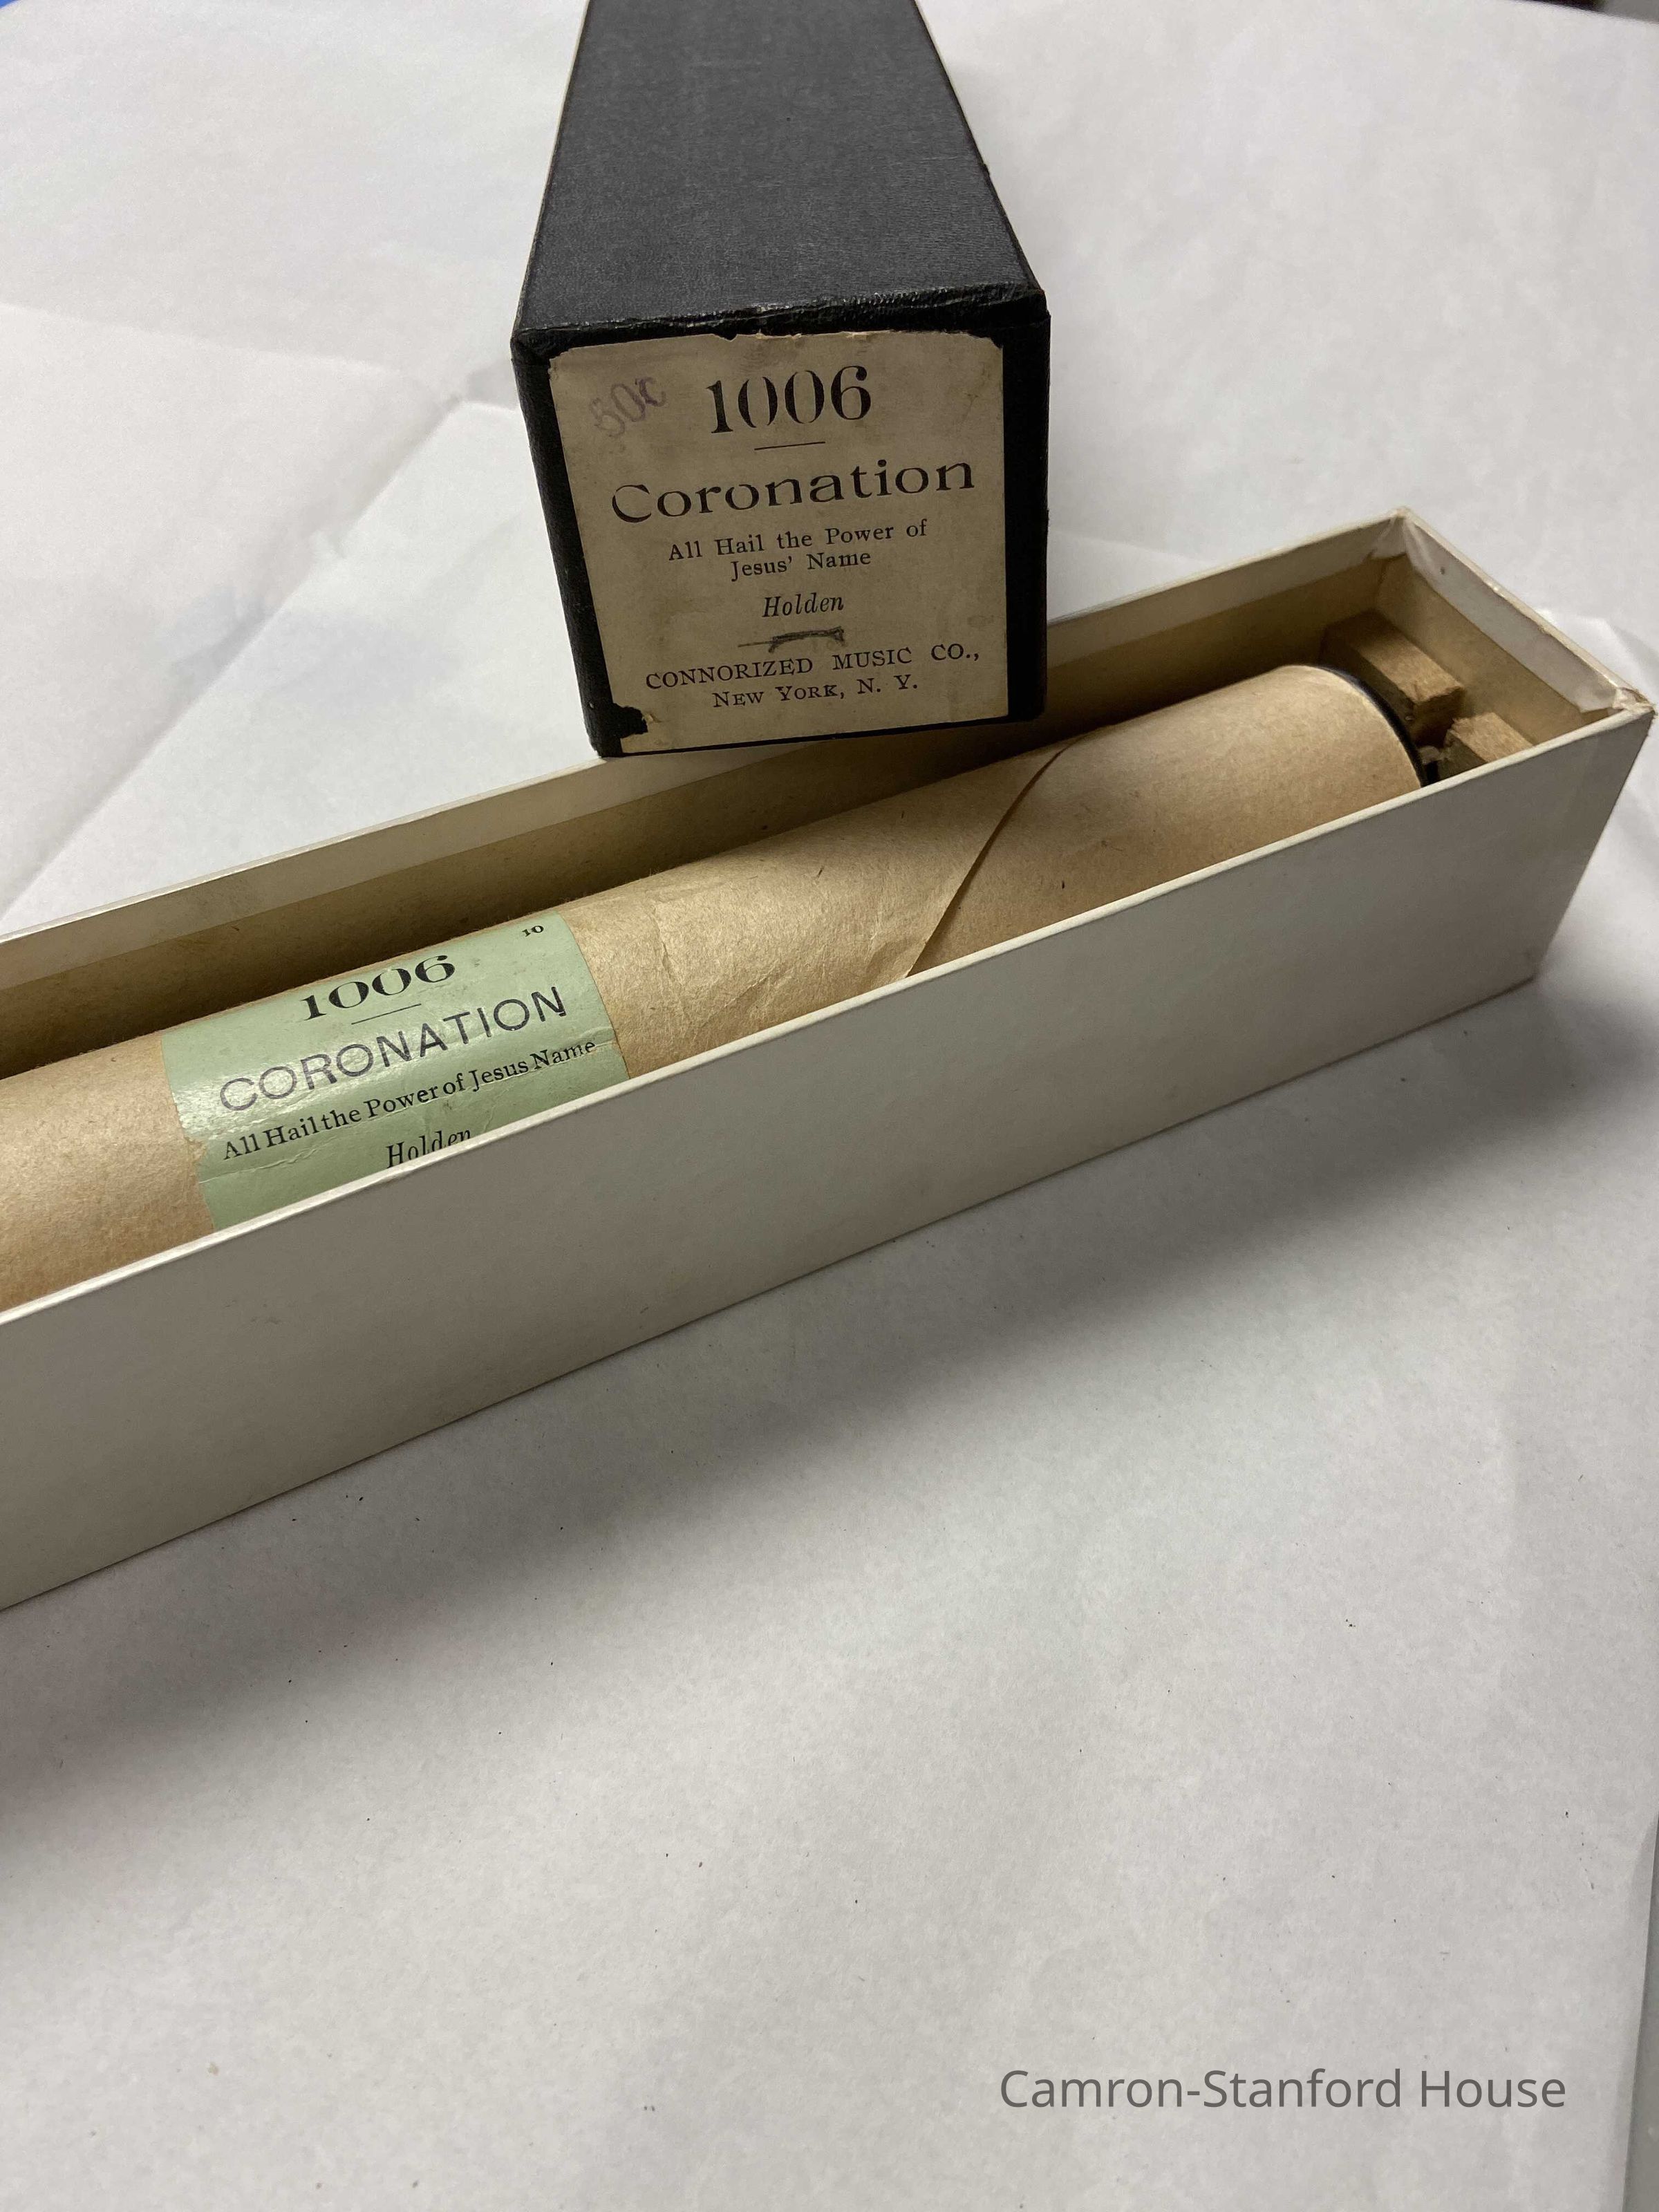 50c
1006
Coronation
All Hail the Power of
Jesus' Name
Holden
CONNORIZED MUSIC CO.,
NEW YORK, N. Y.
10
1006
CORONATION
All Hail the Power of Jesus Name
Holden
Camron-Stanford House